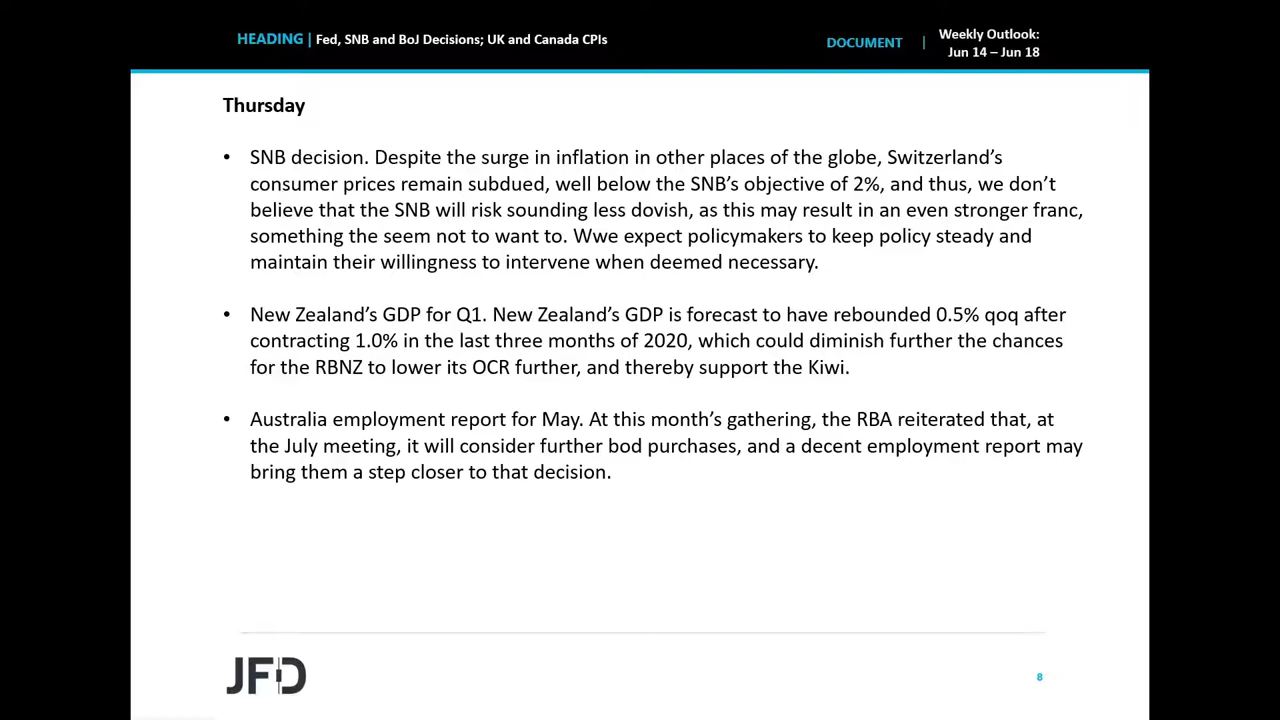 HEADING | Fed, SNB and BoJ Decisions; UK and Canada CPIs
DOCUMENT | Weekly Outlook:
Jun 14 – Jun 18
Thursday
• SNB decision. Despite the surge in inflation in other places of the globe, Switzerland’s
consumer prices remain subdued, well below the SNB’s objective of 2%, and thus, we don’t
believe that the SNB will risk sounding less dovish, as this may result in an even stronger franc,
something the seem not to want to. Wwe expect policymakers to keep policy steady and
maintain their willingness to intervene when deemed necessary.
• New Zealand’s GDP for Q1. New Zealand’s GDP is forecast to have rebounded 0.5% qoq after
contracting 1.0% in the last three months of 2020, which could diminish further the chances
for the RBNZ to lower its OCR further, and thereby support the Kiwi.
• Australia employment report for May. At this month’s gathering, the RBA reiterated that, at
the July meeting, it will consider further bod purchases, and a decent employment report may
bring them a step closer to that decision.
JFD
8